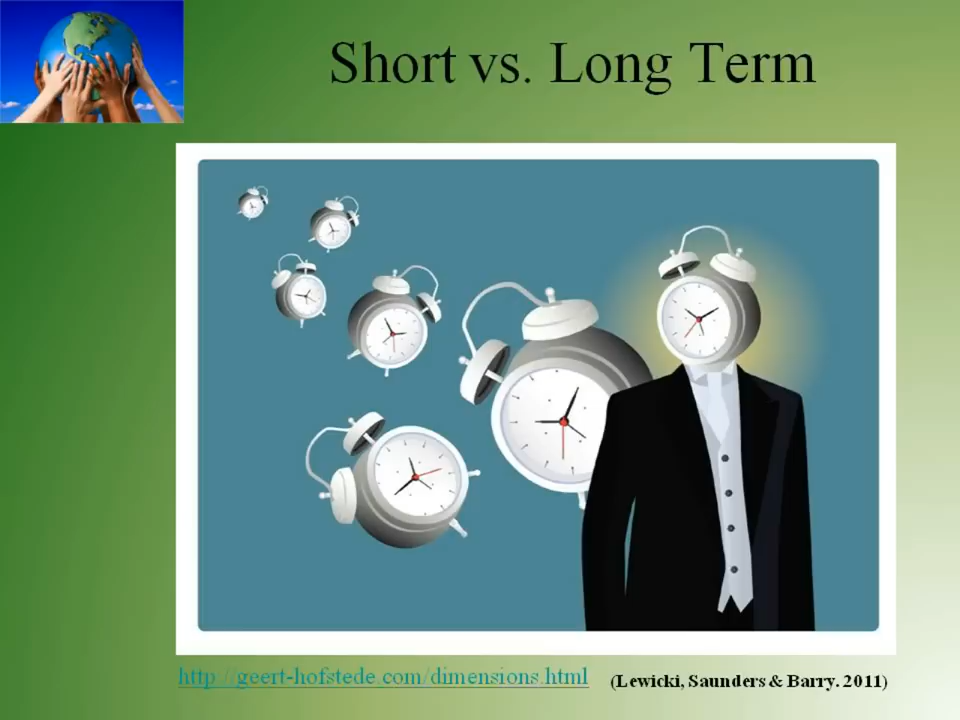 Short vs. Long Term
http://geert-hofstede.com/dimensions.html (Lewicki, Saunders & Barry. 2011)